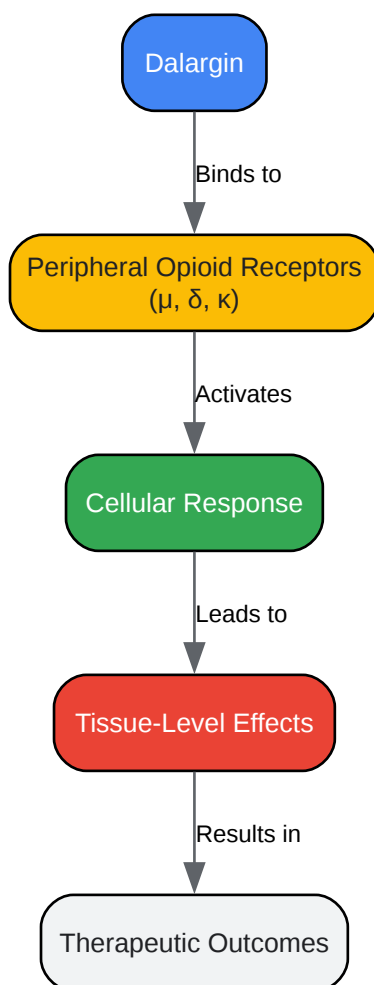 Dalargin
Binds to
Peripheral Opioid Receptors
(μ, δ, κ)
Activates
Cellular Response
Leads to
Tissue-Level Effects
Results in
Therapeutic Outcomes